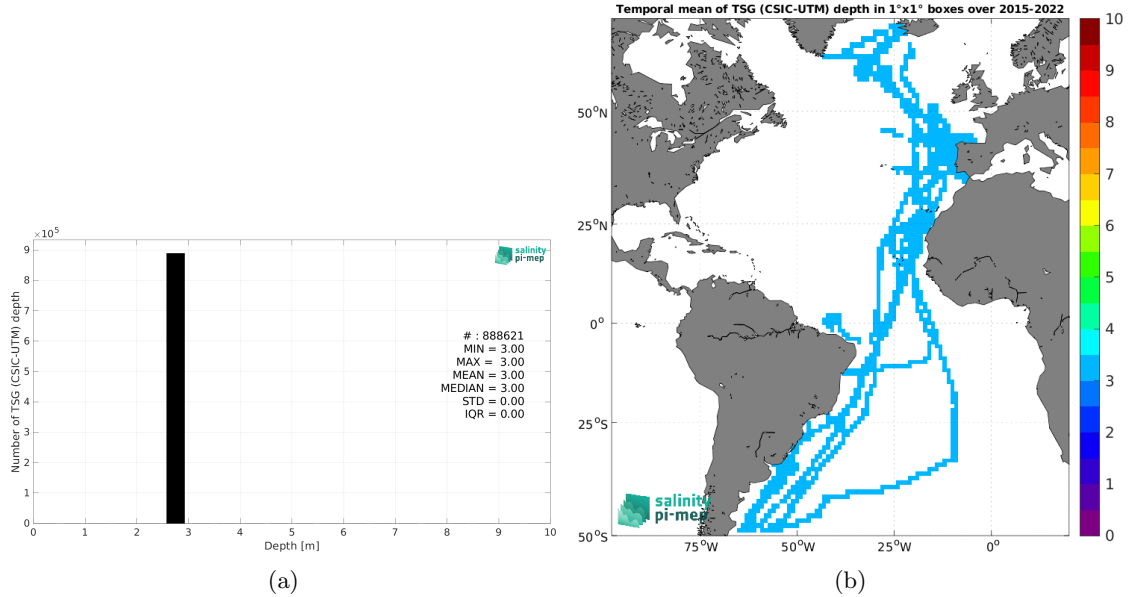 ×10⁵
9
8
7
6
5
4
3
2
1
0
Number of TSG (CSIC-UTM) depth
0 1 2 3 4 5 6 7 8 9 10
Depth [m]
salinity
pi-mep
# : 888621
MIN = 3.00
MAX = 3.00
MEAN = 3.00
MEDIAN = 3.00
STD = 0.00
IQR = 0.00
(a)
Temporal mean of TSG (CSIC-UTM) depth in 1°x1° boxes over 2015-2022
50°N
25°N
0°
25°S
50°S
75°W 50°W 25°W 0°
salinity
pi-mep
10
9
8
7
6
5
4
3
2
1
0
(b)